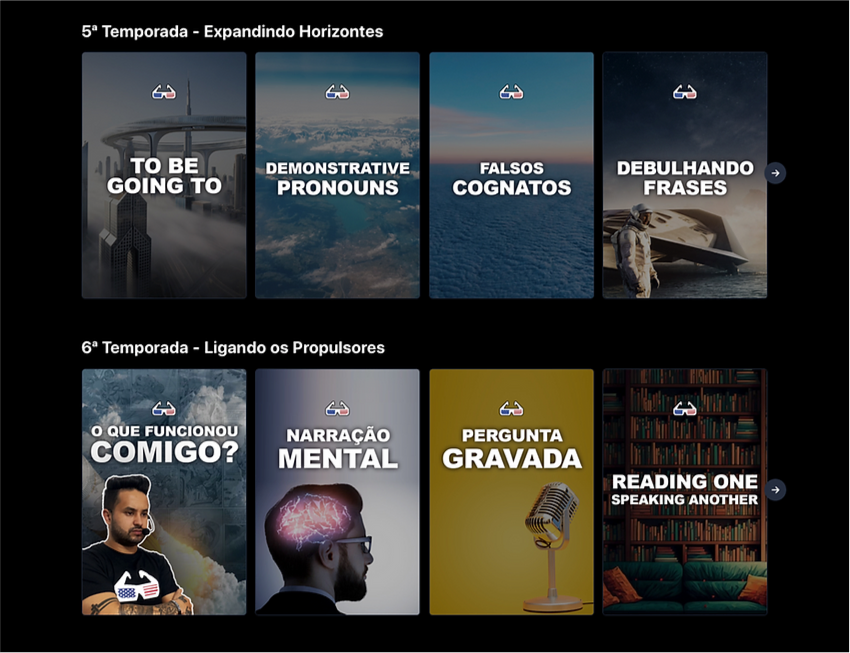 5ª Temporada - Expandindo Horizontes
TO BE
GOING TO
DEMONSTRATIVE
PRONOUNS
FALSOS
COGNATOS
DEBULHANDO
FRASES
6ª Temporada - Ligando os Propulsores
O QUE FUNCIONOU
COMIGO?
NARRAÇÃO
MENTAL
PERGUNTA
GRAVADA
READING ONE
SPEAKING ANOTHER